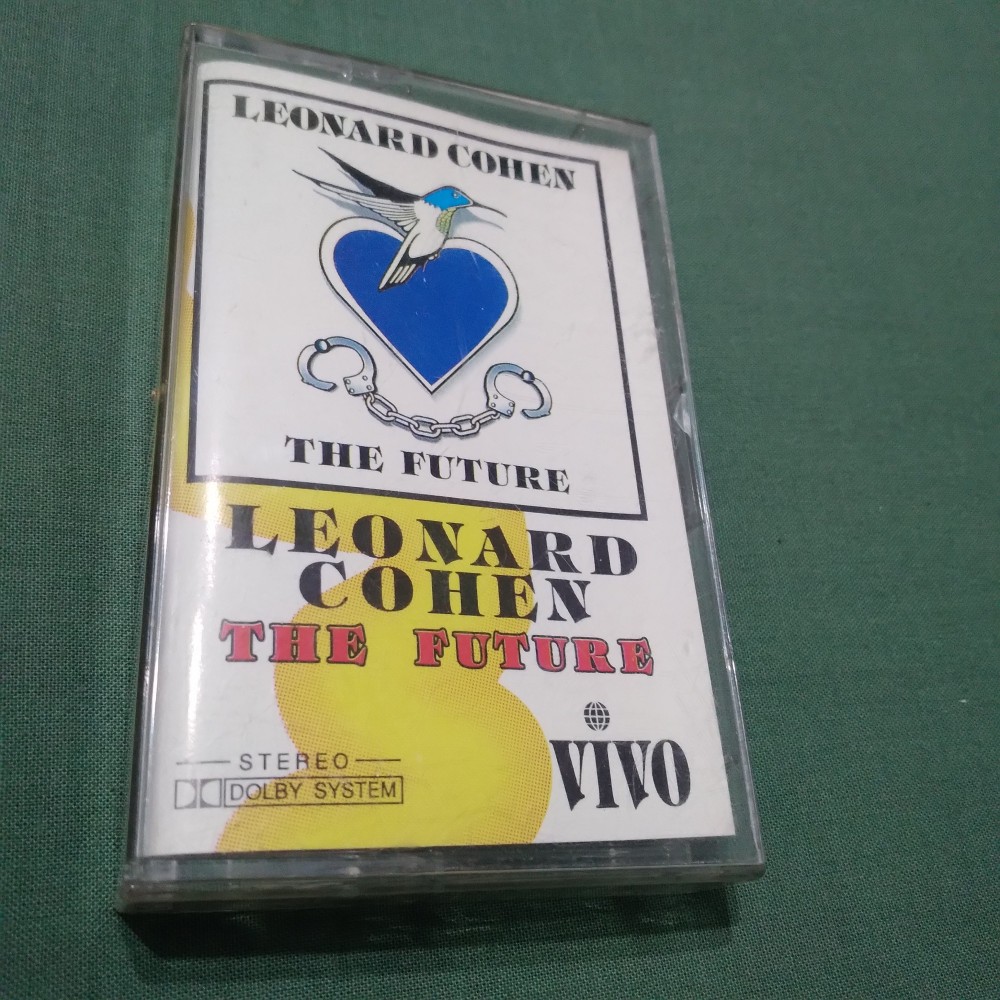 LEONARD COHEN
THE FUTURE
LEONARD
COHEN
THE FUTURE
VIVO
STEREO
DOLBY SYSTEM